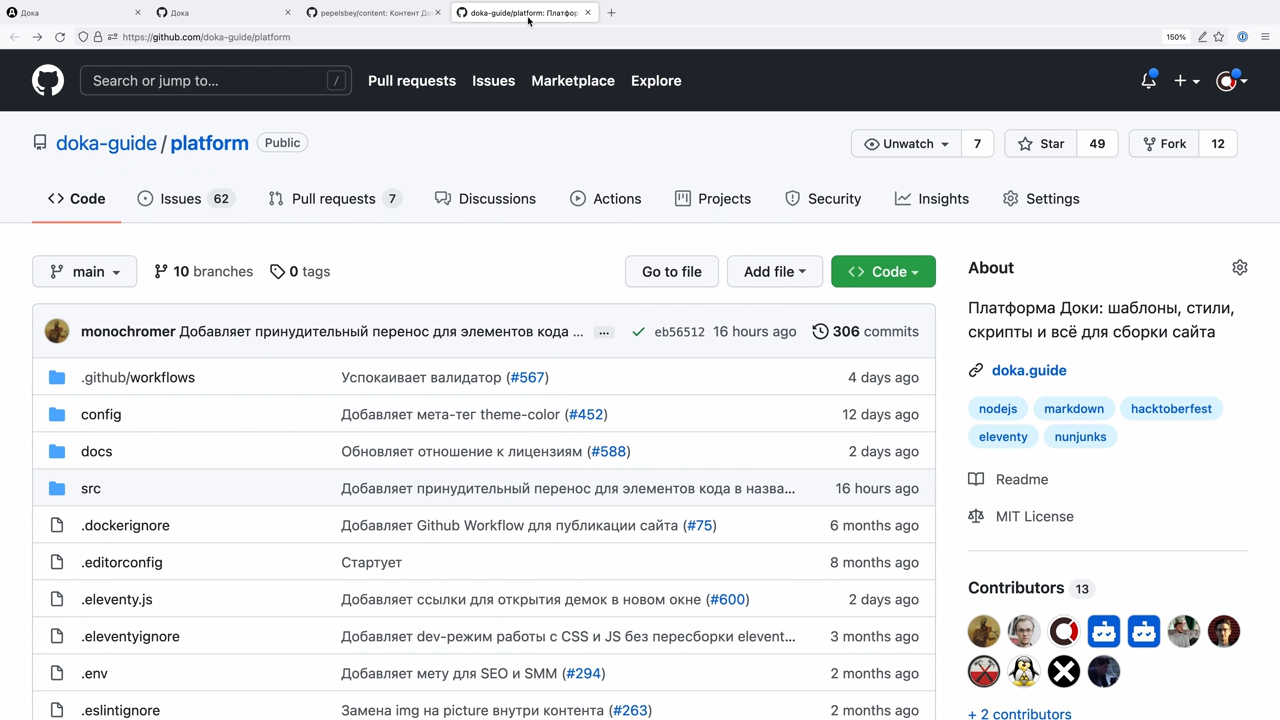 Дока
Дока
pepelsbey/content: Контент До
doka-guide/platform: Платфор
https://github.com/doka-guide/platform
150%
Search or jump to...
/
Pull requests
Issues
Marketplace
Explore
doka-guide / platform
Public
Unwatch
7
Star
49
Fork
12
Code
Issues 62
Pull requests 7
Discussions
Actions
Projects
Security
Insights
Settings
main
10 branches
0 tags
Go to file
Add file
Code
monochromer Добавляет принудительный перенос для элементов кода ...
...
eb56512 16 hours ago
306 commits
.github/workflows
Успокаивает валидатор (#567)
4 days ago
config
Добавляет мета-тег theme-color (#452)
12 days ago
docs
Обновляет отношение к лицензиям (#588)
2 days ago
src
Добавляет принудительный перенос для элементов кода в назва...
16 hours ago
.dockerignore
Добавляет Github Workflow для публикации сайта (#75)
6 months ago
.editorconfig
Стартует
8 months ago
.eleventy.js
Добавляет ссылки для открытия демок в новом окне (#600)
2 days ago
.eleventyignore
Добавляет dev-режим работы с CSS и JS без пересборки elevent...
3 months ago
.env
Добавляет мету для SEO и SMM (#294)
2 months ago
.eslintignore
Замена img на picture внутри контента (#263)
2 months ago
About
Платформа Доки: шаблоны, стили,
скрипты и всё для сборки сайта
doka.guide
nodejs
markdown
hacktoberfest
eleventy
nunjunks
Readme
MIT License
Contributors 13
+ 2 contributors